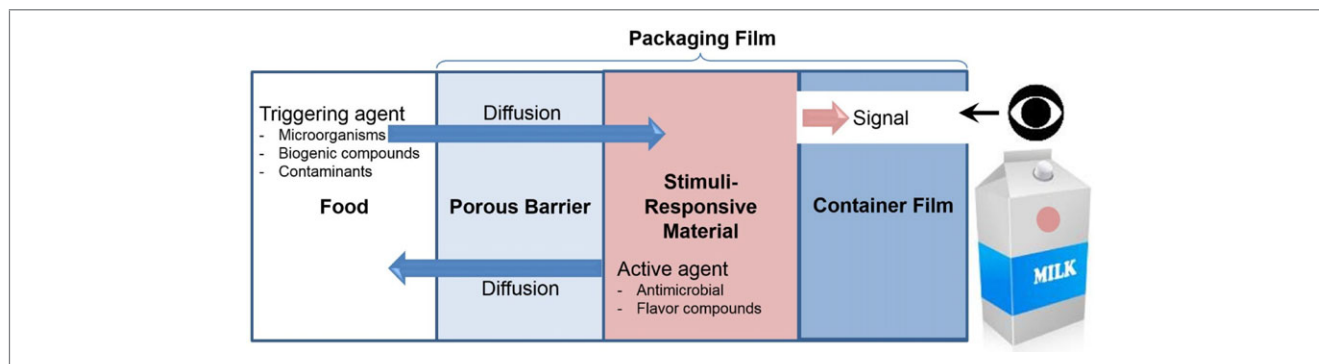 Packaging Film
Triggering agent
- Microorganisms
- Biogenic compounds
- Contaminants
Food
Diffusion
Porous Barrier
Diffusion
Stimuli-
Responsive
Material
Active agent
- Antimicrobial
- Flavor compounds
Signal
Container Film
MILK